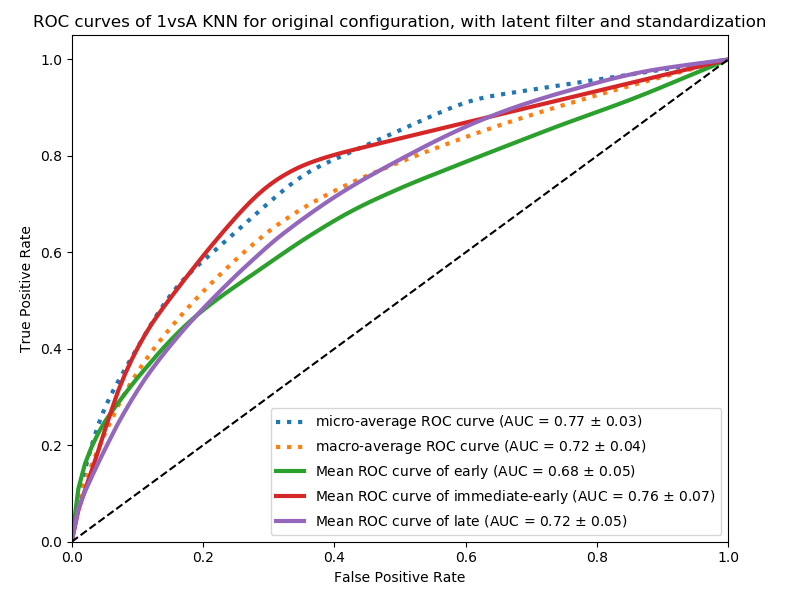 ROC curves of 1vsA KNN for original configuration, with latent filter and standardization
True Positive Rate
1.0
0.8
0.6
0.4
0.2
0.0
micro-average ROC curve (AUC = 0.77 ± 0.03)
macro-average ROC curve (AUC = 0.72 ± 0.04)
Mean ROC curve of early (AUC = 0.68 ± 0.05)
Mean ROC curve of immediate-early (AUC = 0.76 ± 0.07)
Mean ROC curve of late (AUC = 0.72 ± 0.05)
0.0 0.2 0.4 0.6 0.8 1.0
False Positive Rate